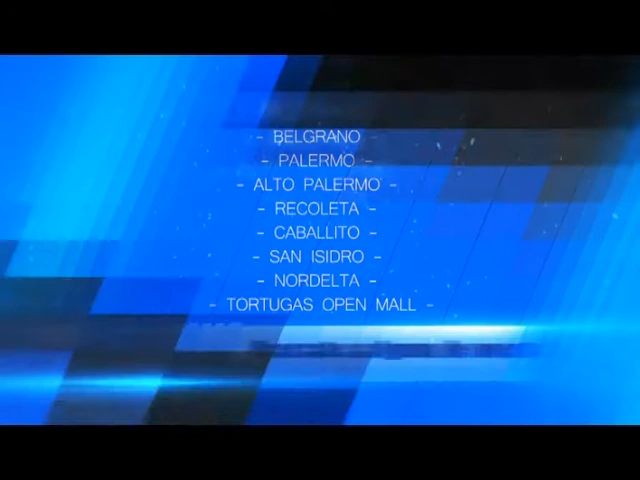 - BELGRANO -
- PALERMO -
- ALTO PALERMO -
- RECOLETA -
- CABALLITO -
- SAN ISIDRO -
- NORDELTA -
- TORTUGAS OPEN MALL -